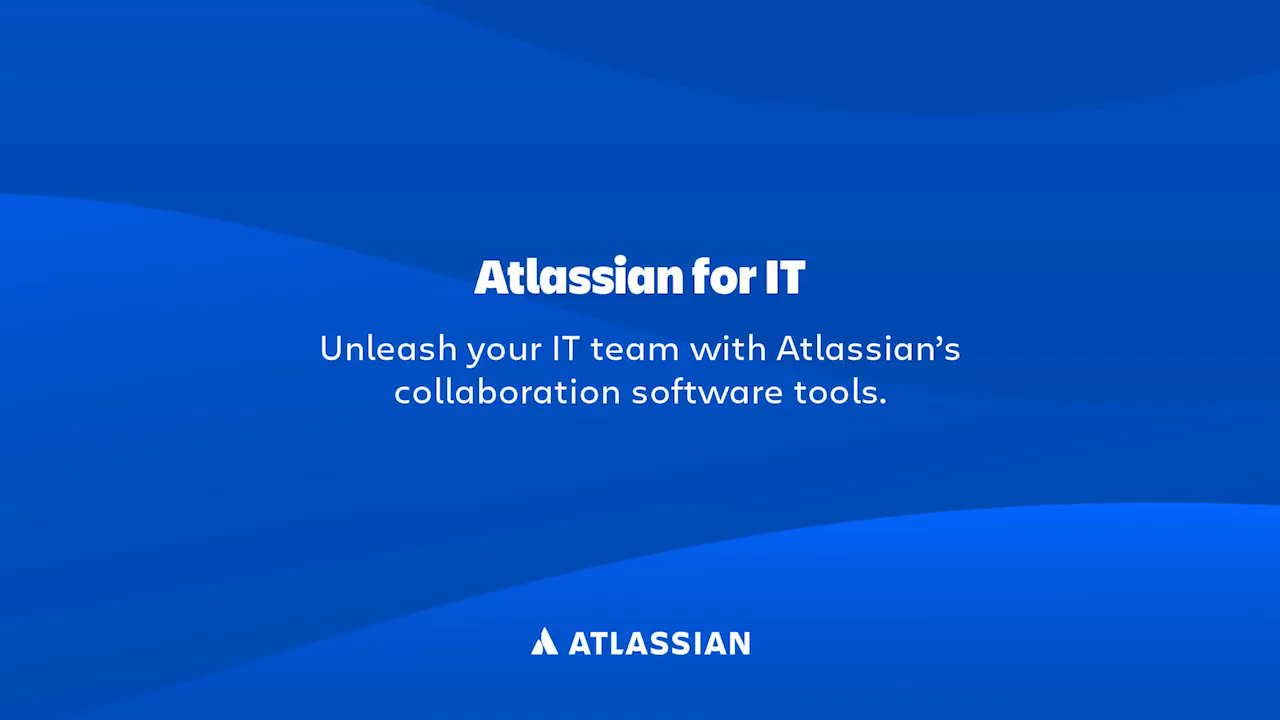 Atlassian for IT
Unleash your IT team with Atlassian’s
collaboration software tools.
ATLASSIAN